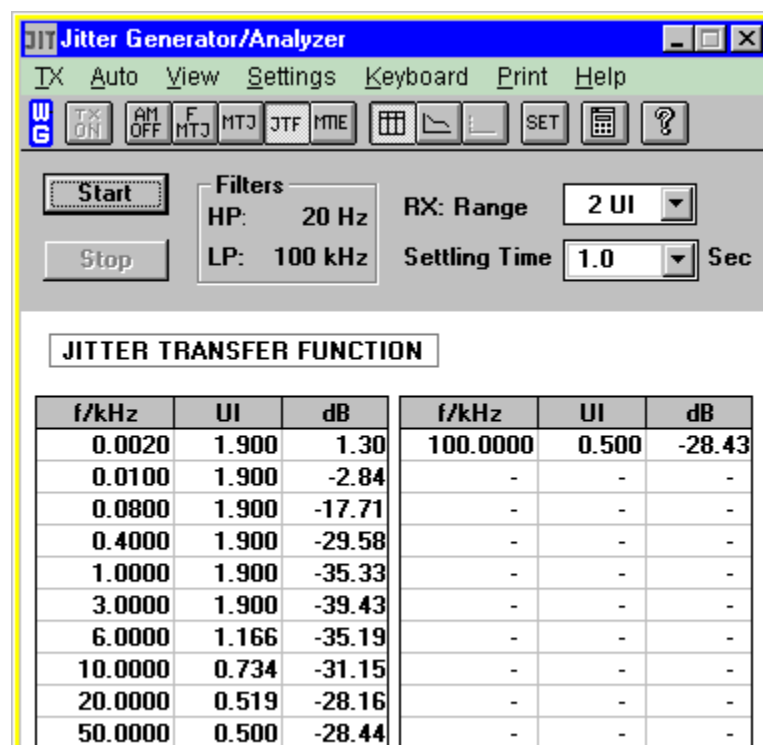 JIT Jitter Generator/Analyzer
TX Auto View Settings Keyboard Print Help
WG TX ON AM OFF F MTJ MTJ JTF MTIE SET ?
Start Filters
HP: 20 Hz RX: Range 2 UI
Stop LP: 100 kHz Settling Time 1.0 Sec
JITTER TRANSFER FUNCTION
f/kHz UI dB f/kHz UI dB
0.0020 1.900 1.30 100.0000 0.500 -28.43
0.0100 1.900 -2.84 - - -
0.0800 1.900 -17.71 - - -
0.4000 1.900 -29.58 - - -
1.0000 1.900 -35.33 - - -
3.0000 1.900 -39.43 - - -
6.0000 1.166 -35.19 - - -
10.0000 0.734 -31.15 - - -
20.0000 0.519 -28.16 - - -
50.0000 0.500 -28.44 - - -